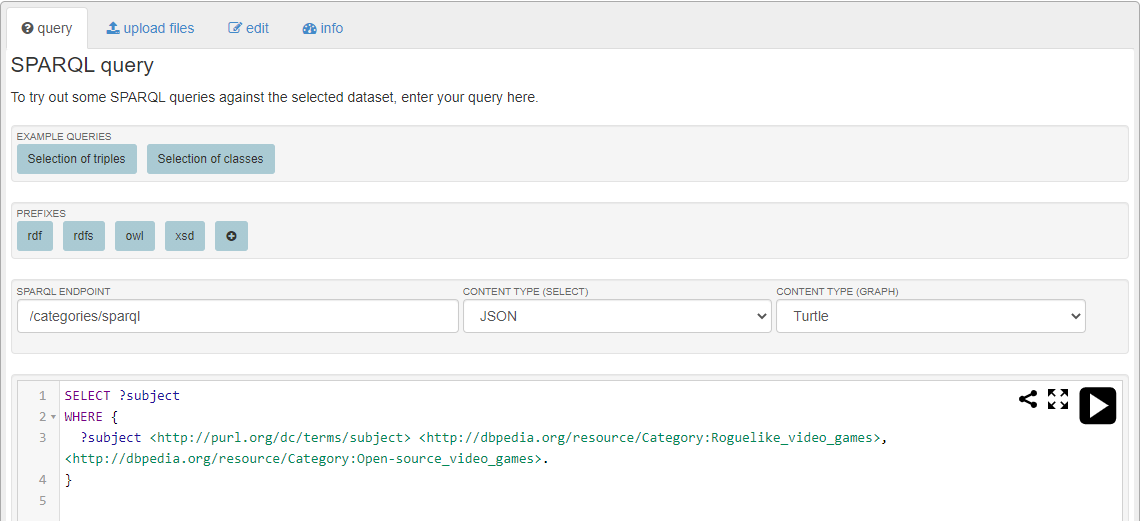 query upload files edit info
SPARQL query
To try out some SPARQL queries against the selected dataset, enter your query here.
EXAMPLE QUERIES
Selection of triples Selection of classes
PREFIXES
rdf rdfs owl xsd
SPARQL ENDPOINT CONTENT TYPE (SELECT) CONTENT TYPE (GRAPH)
/categories/sparql JSON Turtle
1 SELECT ?subject
2 WHERE {
3 ?subject <http://purl.org/dc/terms/subject> <http://dbpedia.org/resource/Category:Roguelike_video_games>,
<http://dbpedia.org/resource/Category:Open-source_video_games>.
4 }
5